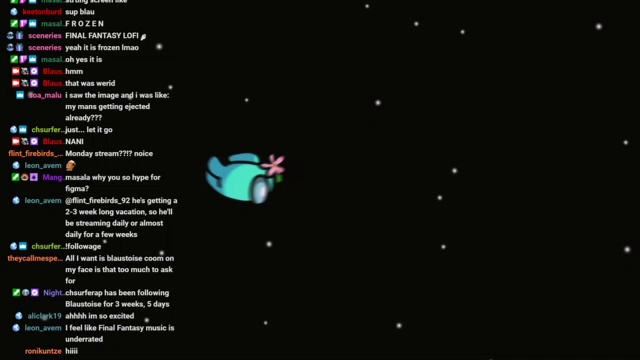 masal. strong screen like
keetonburd sup blau
masal. F R O Z E N
sceneries FINAL FANTASY LOFI
sceneries yeah it is frozen lmao
masal. oh yes it is
Blaus. hmm
Blaus. that was werid
soa_malu i saw the image and i was like:
my mans getting ejected
already???
chsurfer.. just... let it go
Blaus. NANI
flint_firebirds_... Monday stream??!? noice
leon_avem
Mang. masala why you so hype for
figma?
leon_avem @flint_firebirds_92 he's getting a
2-3 week long vacation, so he'll
be streaming daily or almost
daily for a few weeks
chsurfer.. !followage
theycallmespe... All I want is blaustoise coom on
my face is that too much to ask
for
Night. chsurferap has been following
Blaustoise for 3 weeks, 5 days
aliclark19 ahhhh im so excited
leon_avem I feel like Final Fantasy music is
underrated
ronikuntze hiiii